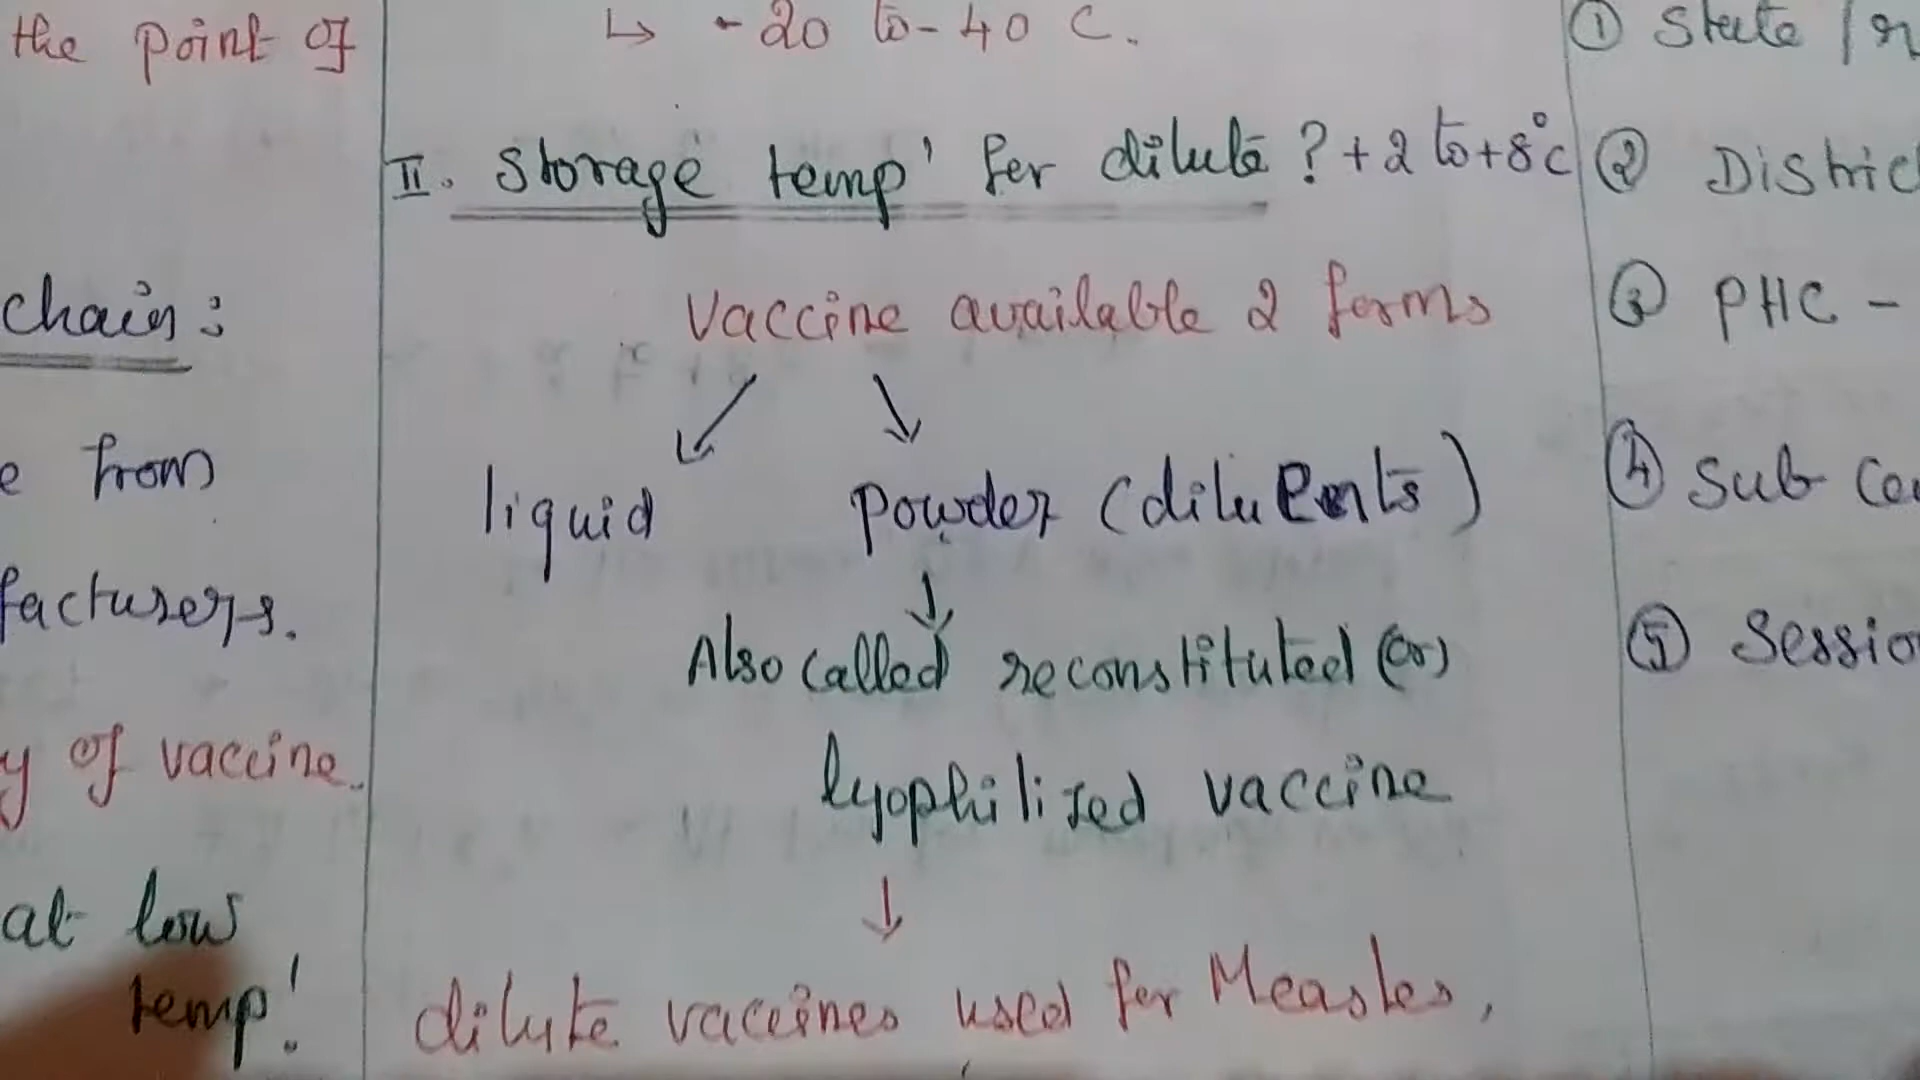 the point of
chain:
e from
facturers.
y of vaccine.
at low
temp!
↳ -20 to -40 C.
II. Storage temp' for dilute ? +2 to +8°C
Vaccine available 2 forms
liquid powder (diluents)
Also called reconstituted (or)
lyophilized vaccine
dilute vaccines used for Measles,
① State /
② Distric
③ PHC -
④ Sub Ce
⑤ Sessio